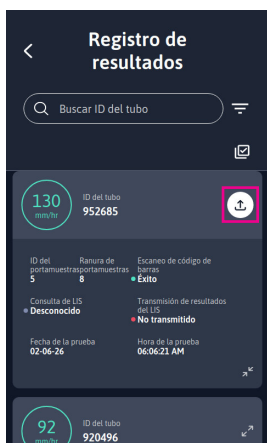 Registro de
resultados
Buscar ID del tubo
130
mm/hr
ID del tubo
952685
ID del
portamuestras
5
Ranura de
portamuestras
8
Escaneo de código de
barras
Éxito
Consulta de LIS
Desconocido
Transmisión de resultados
del LIS
No transmitido
Fecha de la prueba
02-06-26
Hora de la prueba
06:06:21 AM
92
mm/hr
ID del tubo
920496